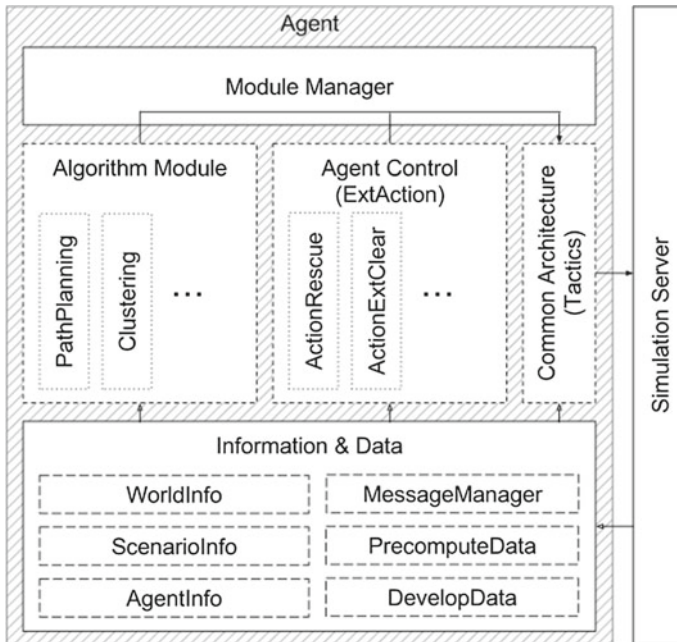 Agent
Module Manager
Algorithm Module
PathPlanning
Clustering
...
Agent Control
(ExtAction)
ActionRescue
ActionExtClear
...
Common Architecture
(Tactics)
Information & Data
WorldInfo
MessageManager
ScenarioInfo
PrecomputeData
AgentInfo
DevelopData
Simulation Server